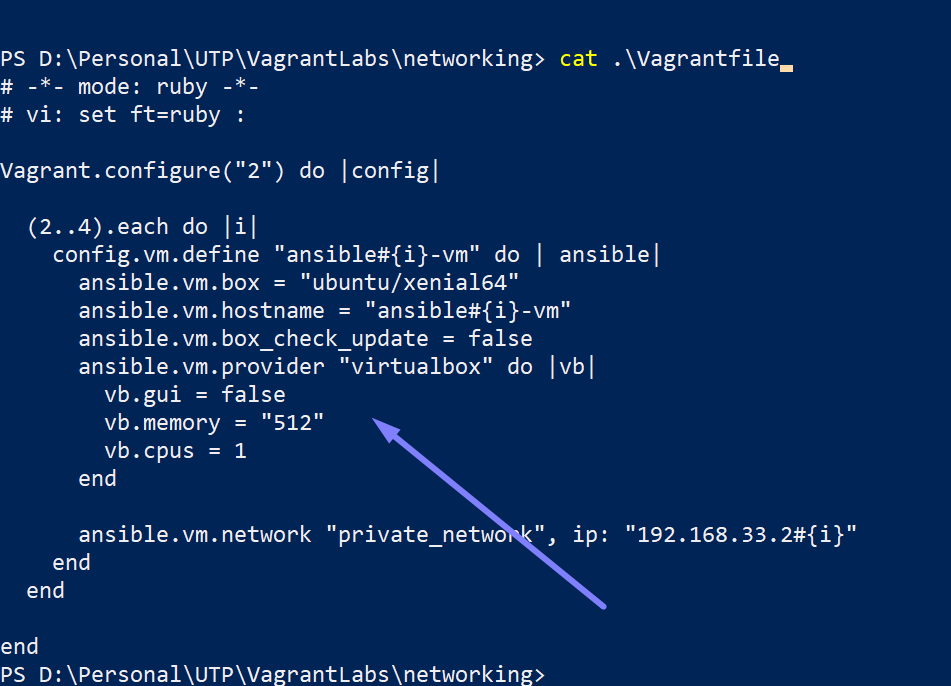 PS D:\Personal\UTP\VagrantLabs\networking> cat .\Vagrantfile
# -*- mode: ruby -*-
# vi: set ft=ruby :
Vagrant.configure("2") do |config|
  (2..4).each do |i|
    config.vm.define "ansible#{i}-vm" do | ansible|
      ansible.vm.box = "ubuntu/xenial64"
      ansible.vm.hostname = "ansible#{i}-vm"
      ansible.vm.box_check_update = false
      ansible.vm.provider "virtualbox" do |vb|
        vb.gui = false
        vb.memory = "512"
        vb.cpus = 1
      end
      ansible.vm.network "private_network", ip: "192.168.33.2#{i}"
    end
  end
end
PS D:\Personal\UTP\VagrantLabs\networking>